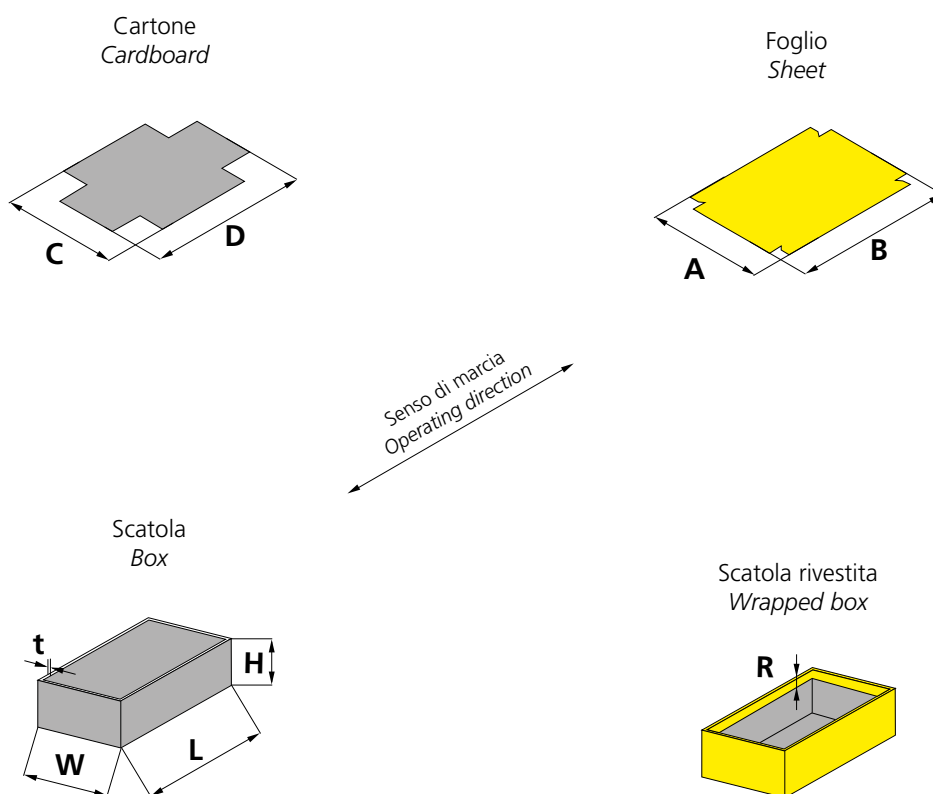 Cartone
Cardboard
Foglio
Sheet
C
D
A
B
Senso di marcia
Operating direction
Scatola
Box
Scatola rivestita
Wrapped box
t
H
R
W
L